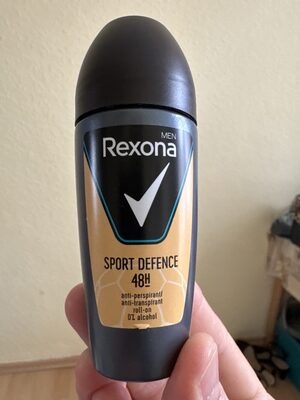 MEN
Rexona
SPORT DEFENCE
48H
anti-perspirant/
anti-transpirant
roll-on
0% alcohol